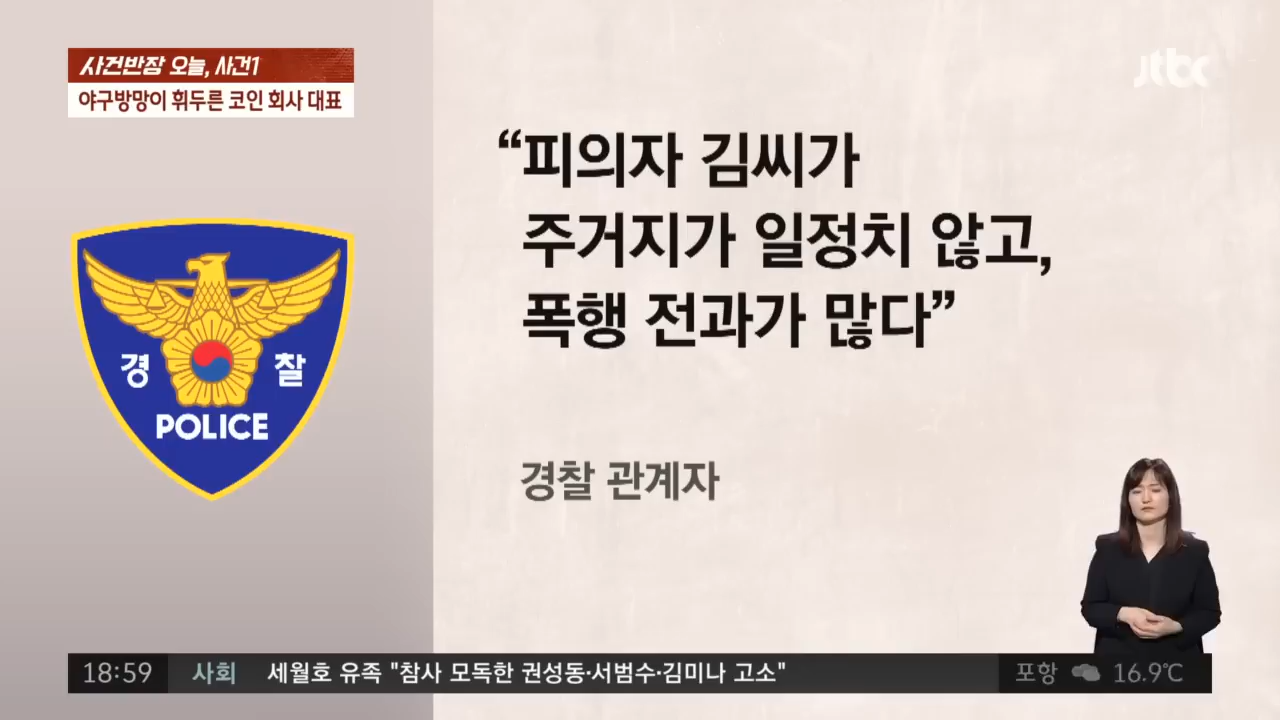 사건반장 오늘, 사건1
야구방망이 휘두른 코인 회사 대표
jtbc
“피의자 김씨가
주거지가 일정치 않고,
폭행 전과가 많다”
경찰 관계자
경찰
POLICE
18:59 사회 세월호 유족 "참사 모독한 권성동·서범수·김미나 고소" 포항 16.9℃